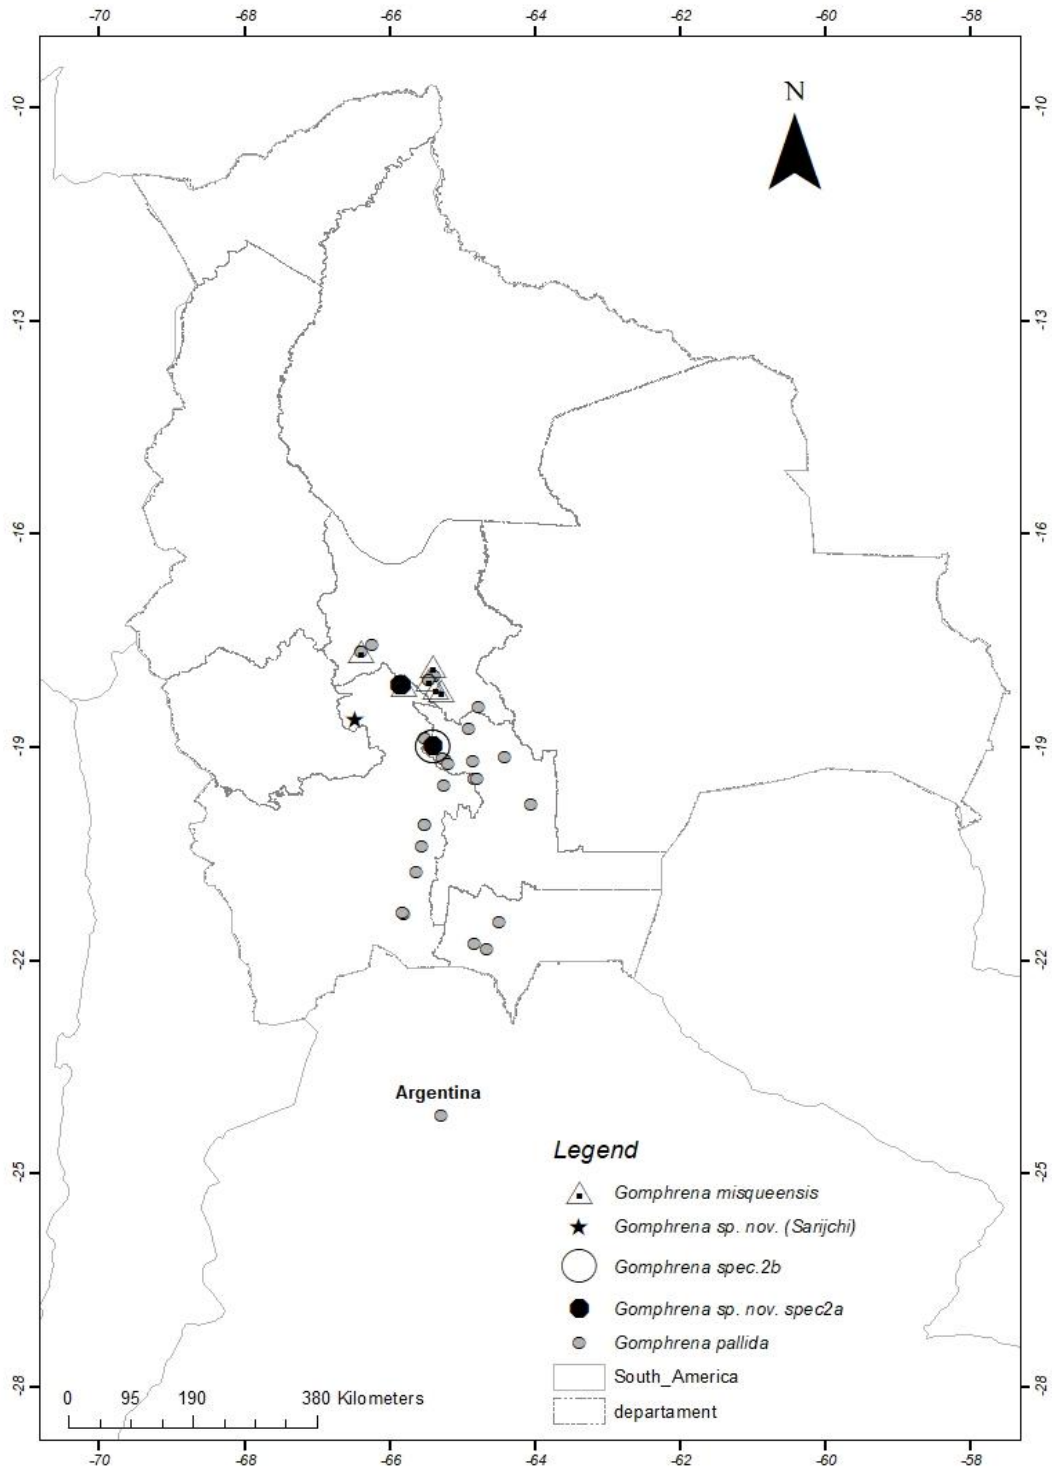 -70 -68 -66 -64 -62 -60 -58
-10 -10
N
-13 -13
-16 -16
-19 -19
-22 -22
Argentina
Legend
-25 -25
Gomphrena misqueensis
Gomphrena sp. nov. (Sarijchi)
Gomphrena spec.2b
Gomphrena sp. nov. spec2a
Gomphrena pallida
South_America
-28 -28
0 95 190 380 Kilometers
departament
-70 -68 -66 -64 -62 -60 -58